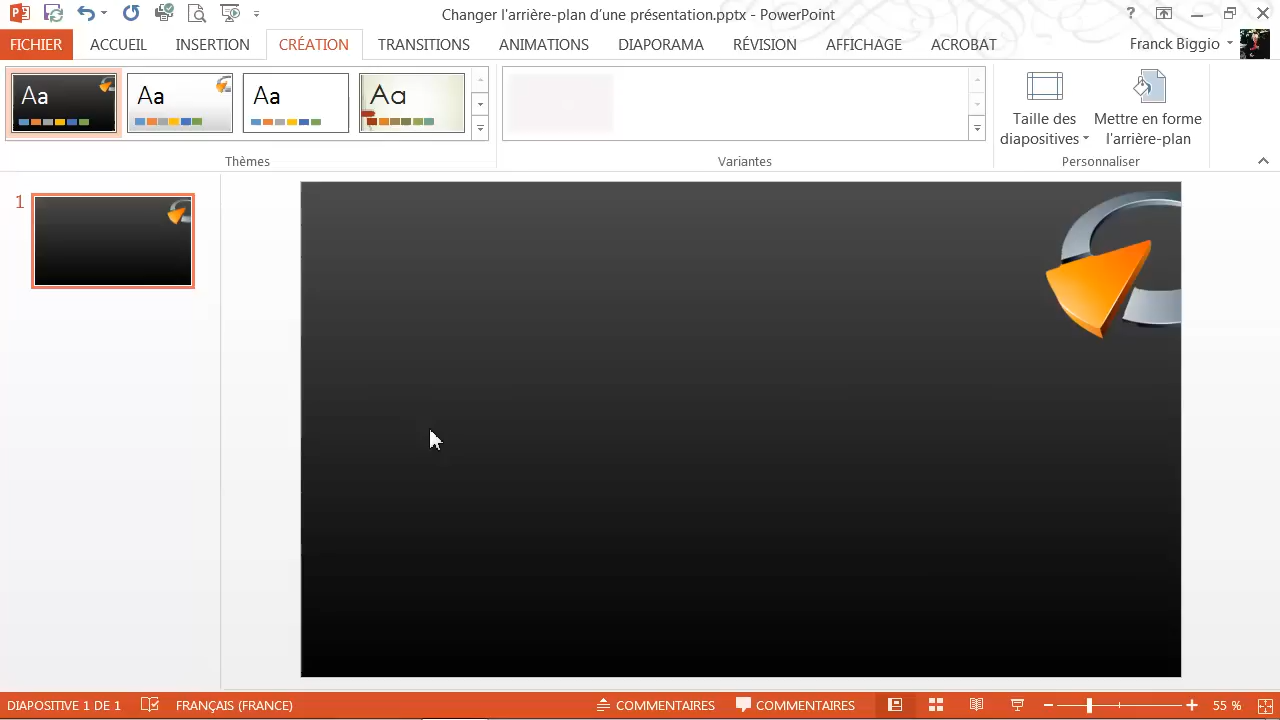 Changer l'arrière-plan d'une présentation.pptx - PowerPoint
?
FICHIER ACCUEIL INSERTION CRÉATION TRANSITIONS ANIMATIONS DIAPORAMA RÉVISION AFFICHAGE ACROBAT Franck Biggio
Aa Aa Aa Aa
Taille des diapositives
Mettre en forme l'arrière-plan
Thèmes Variantes Personnaliser
1
DIAPOSITIVE 1 DE 1 FRANÇAIS (FRANCE) COMMENTAIRES COMMENTAIRES 55 %